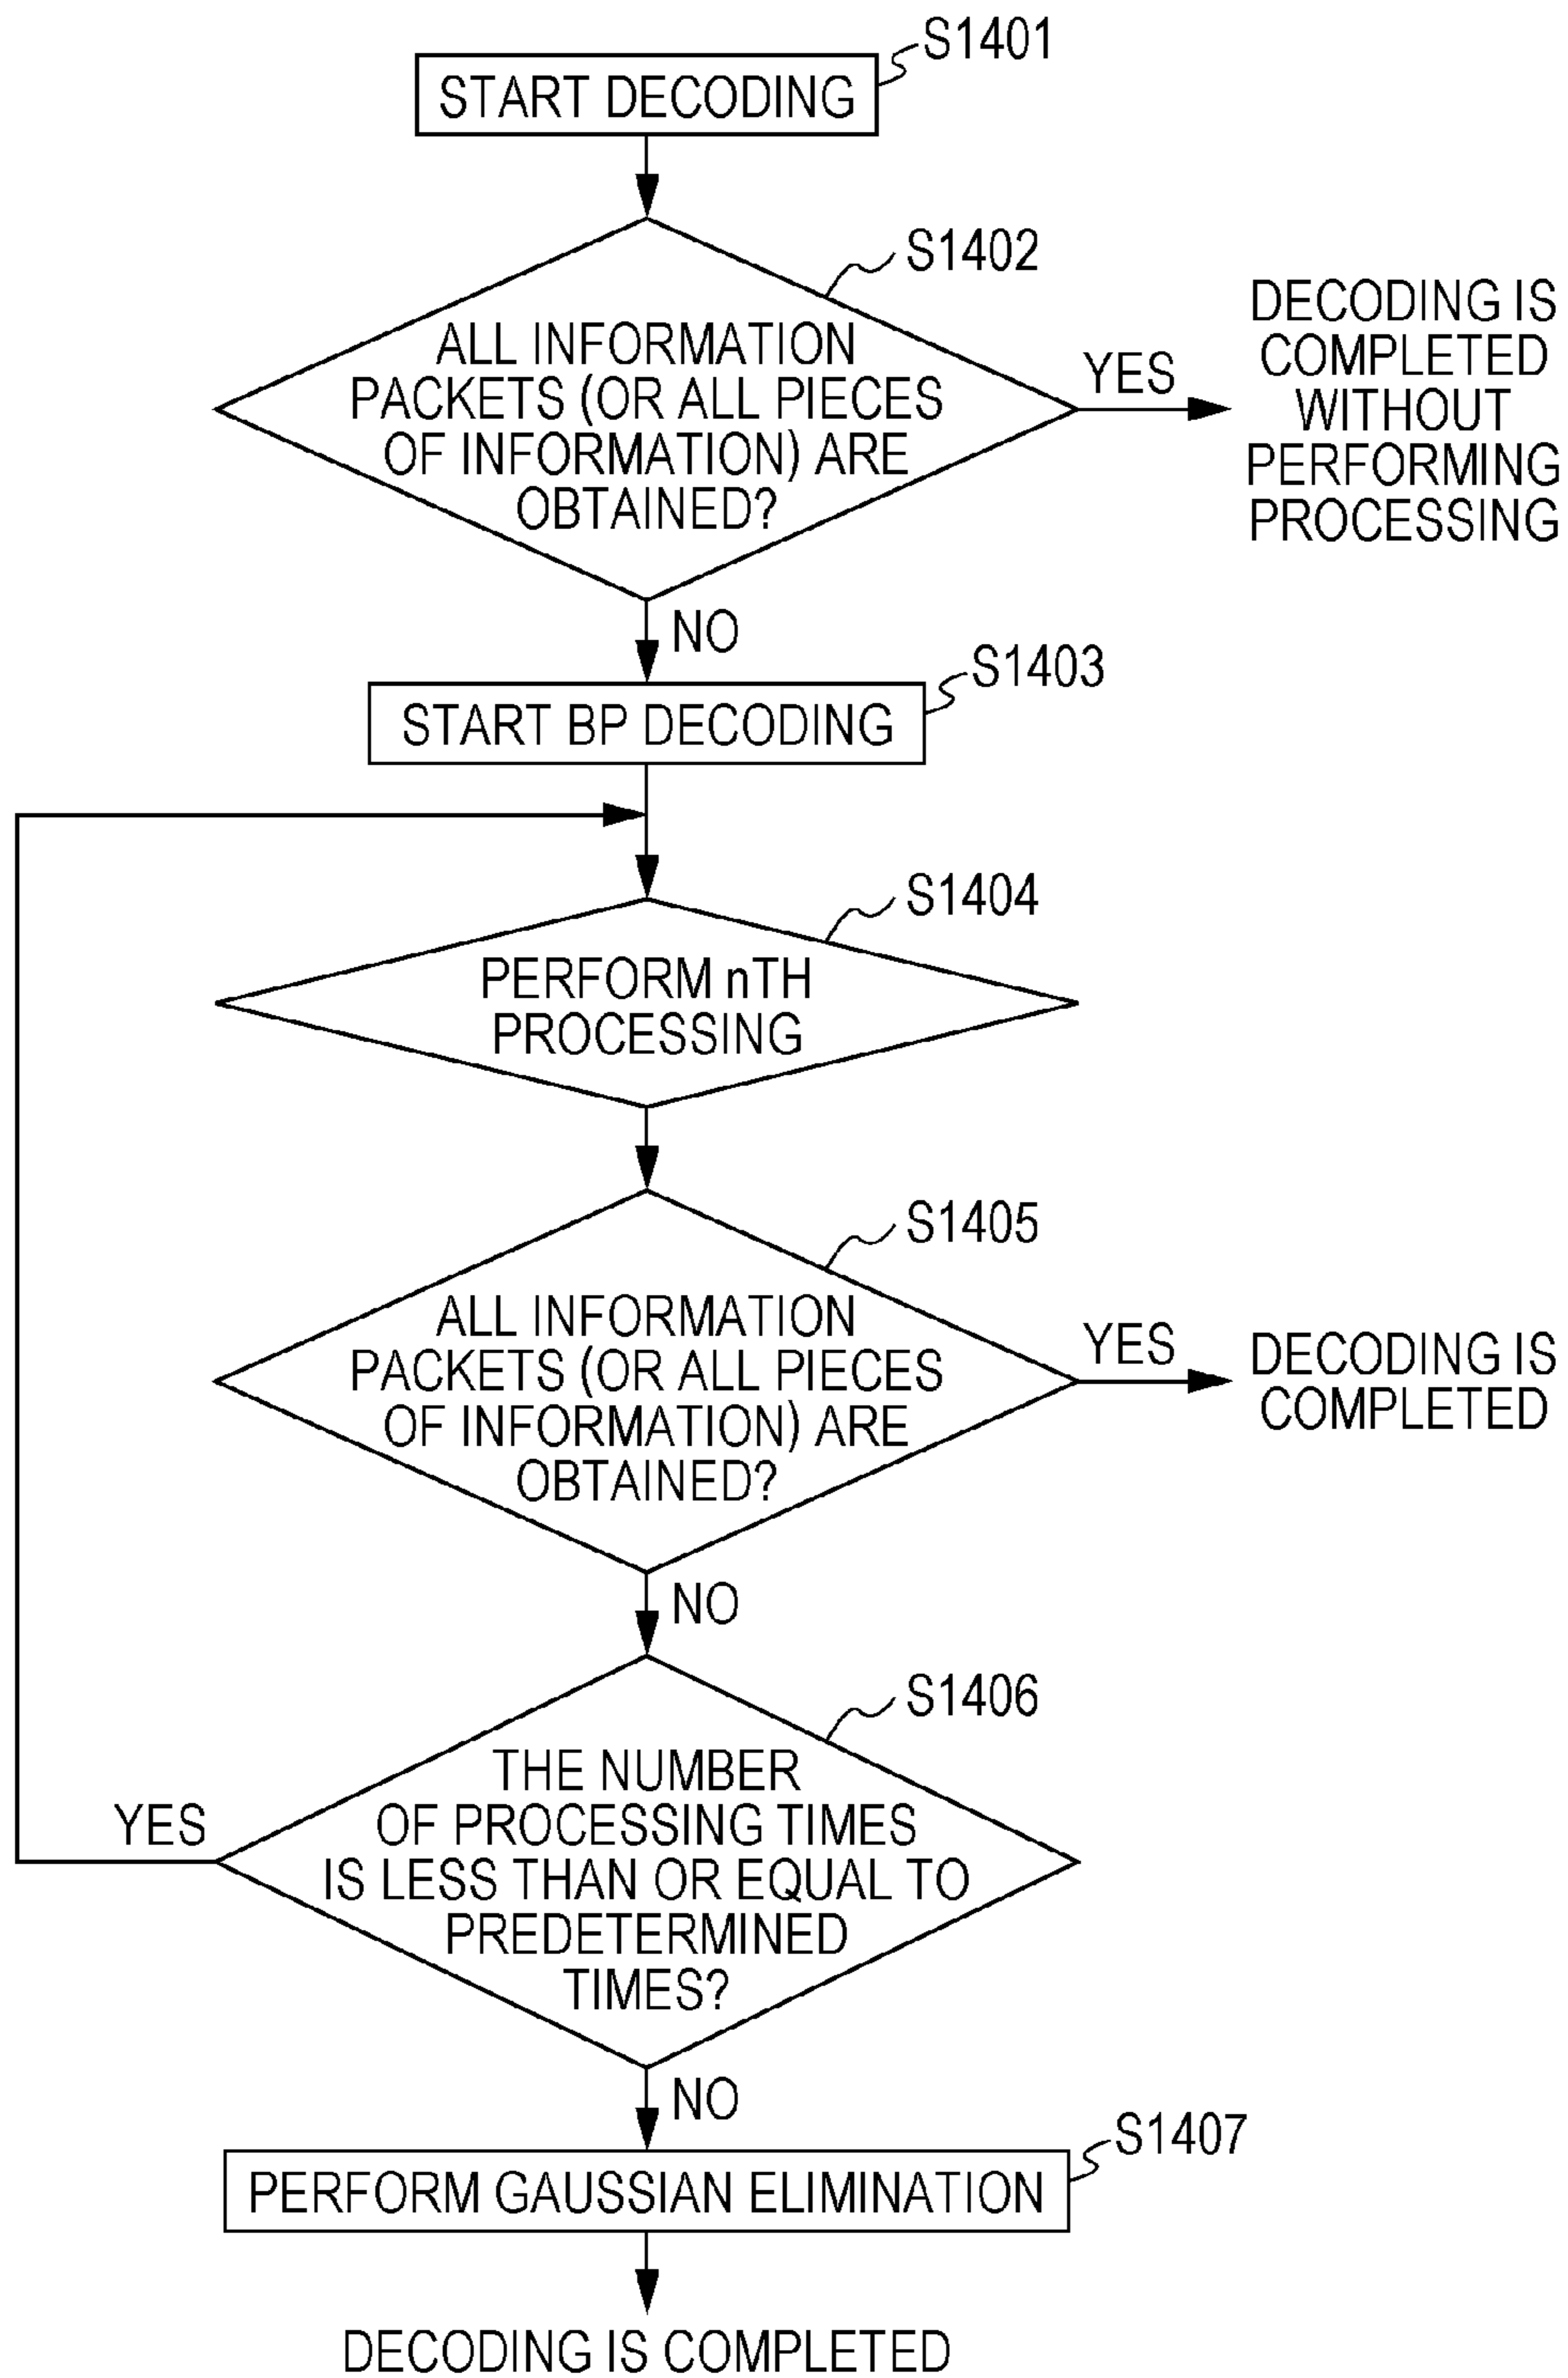 S1401
START DECODING
S1402
ALL INFORMATION
PACKETS (OR ALL PIECES
OF INFORMATION) ARE
OBTAINED?
YES
DECODING IS
COMPLETED
WITHOUT
PERFORMING
PROCESSING
NO
S1403
START BP DECODING
S1404
PERFORM nTH
PROCESSING
S1405
ALL INFORMATION
PACKETS (OR ALL PIECES
OF INFORMATION) ARE
OBTAINED?
YES
DECODING IS
COMPLETED
NO
S1406
THE NUMBER
OF PROCESSING TIMES
IS LESS THAN OR EQUAL TO
PREDETERMINED
TIMES?
YES
NO
S1407
PERFORM GAUSSIAN ELIMINATION
DECODING IS COMPLETED